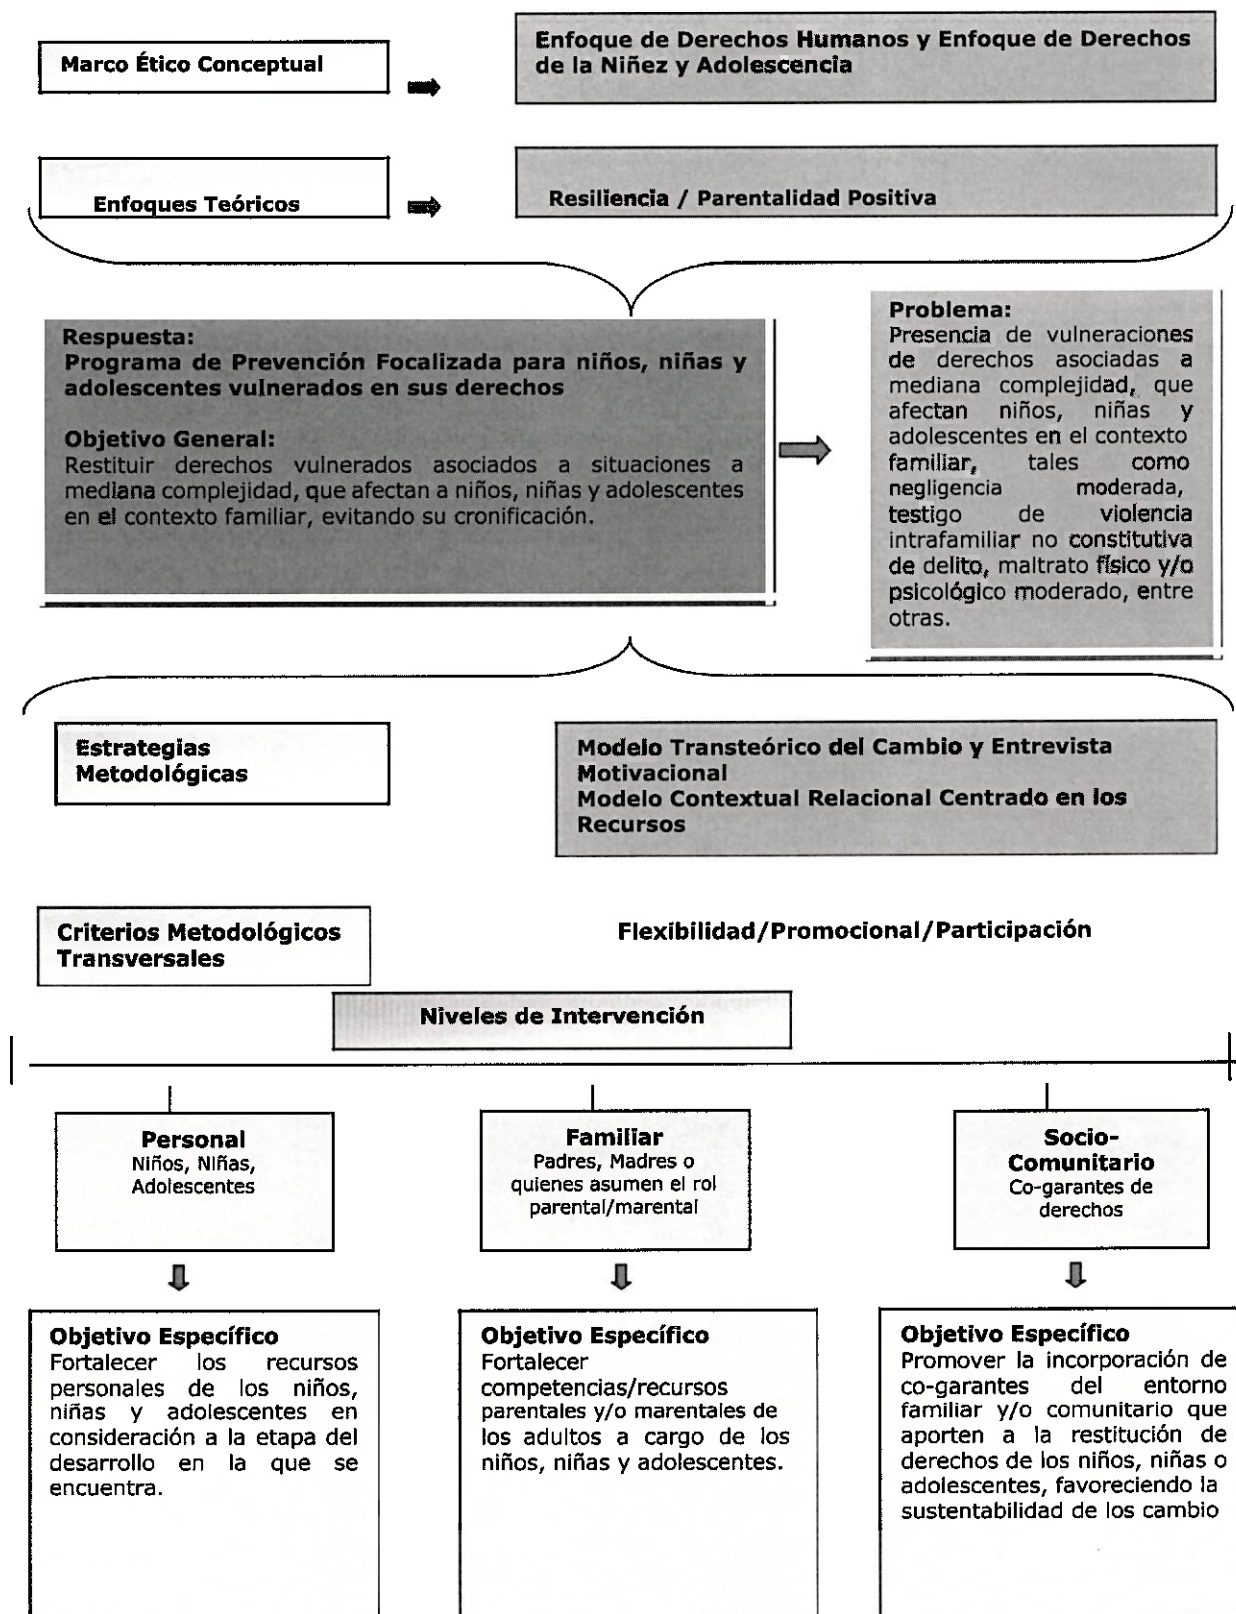 Marco Ético Conceptual
Enfoque de Derechos Humanos y Enfoque de Derechos
de la Niñez y Adolescencia
Enfoques Teóricos
Resiliencia / Parentalidad Positiva
Respuesta:
Programa de Prevención Focalizada para niños, niñas y
adolescentes vulnerados en sus derechos
Objetivo General:
Restituir derechos vulnerados asociados a situaciones a
mediana complejidad, que afectan a niños, niñas y adolescentes
en el contexto familiar, evitando su cronificación.
Problema:
Presencia de vulneraciones
de derechos asociadas a
mediana complejidad, que
afectan niños, niñas y
adolescentes en el contexto
familiar, tales como
negligencia moderada,
testigo de violencia
intrafamiliar no constitutiva
de delito, maltrato físico y/o
psicológico moderado, entre
otras.
Estrategias
Metodológicas
Modelo Transteórico del Cambio y Entrevista
Motivacional
Modelo Contextual Relacional Centrado en los
Recursos
Criterios Metodológicos
Transversales
Flexibilidad/Promocional/Participación
Niveles de Intervención
Personal
Niños, Niñas,
Adolescentes
Familiar
Padres, Madres o
quienes asumen el rol
parental/marental
Socio-
Comunitario
Co-garantes de
derechos
Objetivo Específico
Fortalecer los recursos
personales de los niños,
niñas y adolescentes en
consideración a la etapa del
desarrollo en la que se
encuentra.
Objetivo Específico
Fortalecer
competencias/recursos
parentales y/o marentales de
los adultos a cargo de los
niños, niñas y adolescentes.
Objetivo Específico
Promover la incorporación de
co-garantes del entorno
familiar y/o comunitario que
aporten a la restitución de
derechos de los niños, niñas o
adolescentes, favoreciendo la
sustentabilidad de los cambio